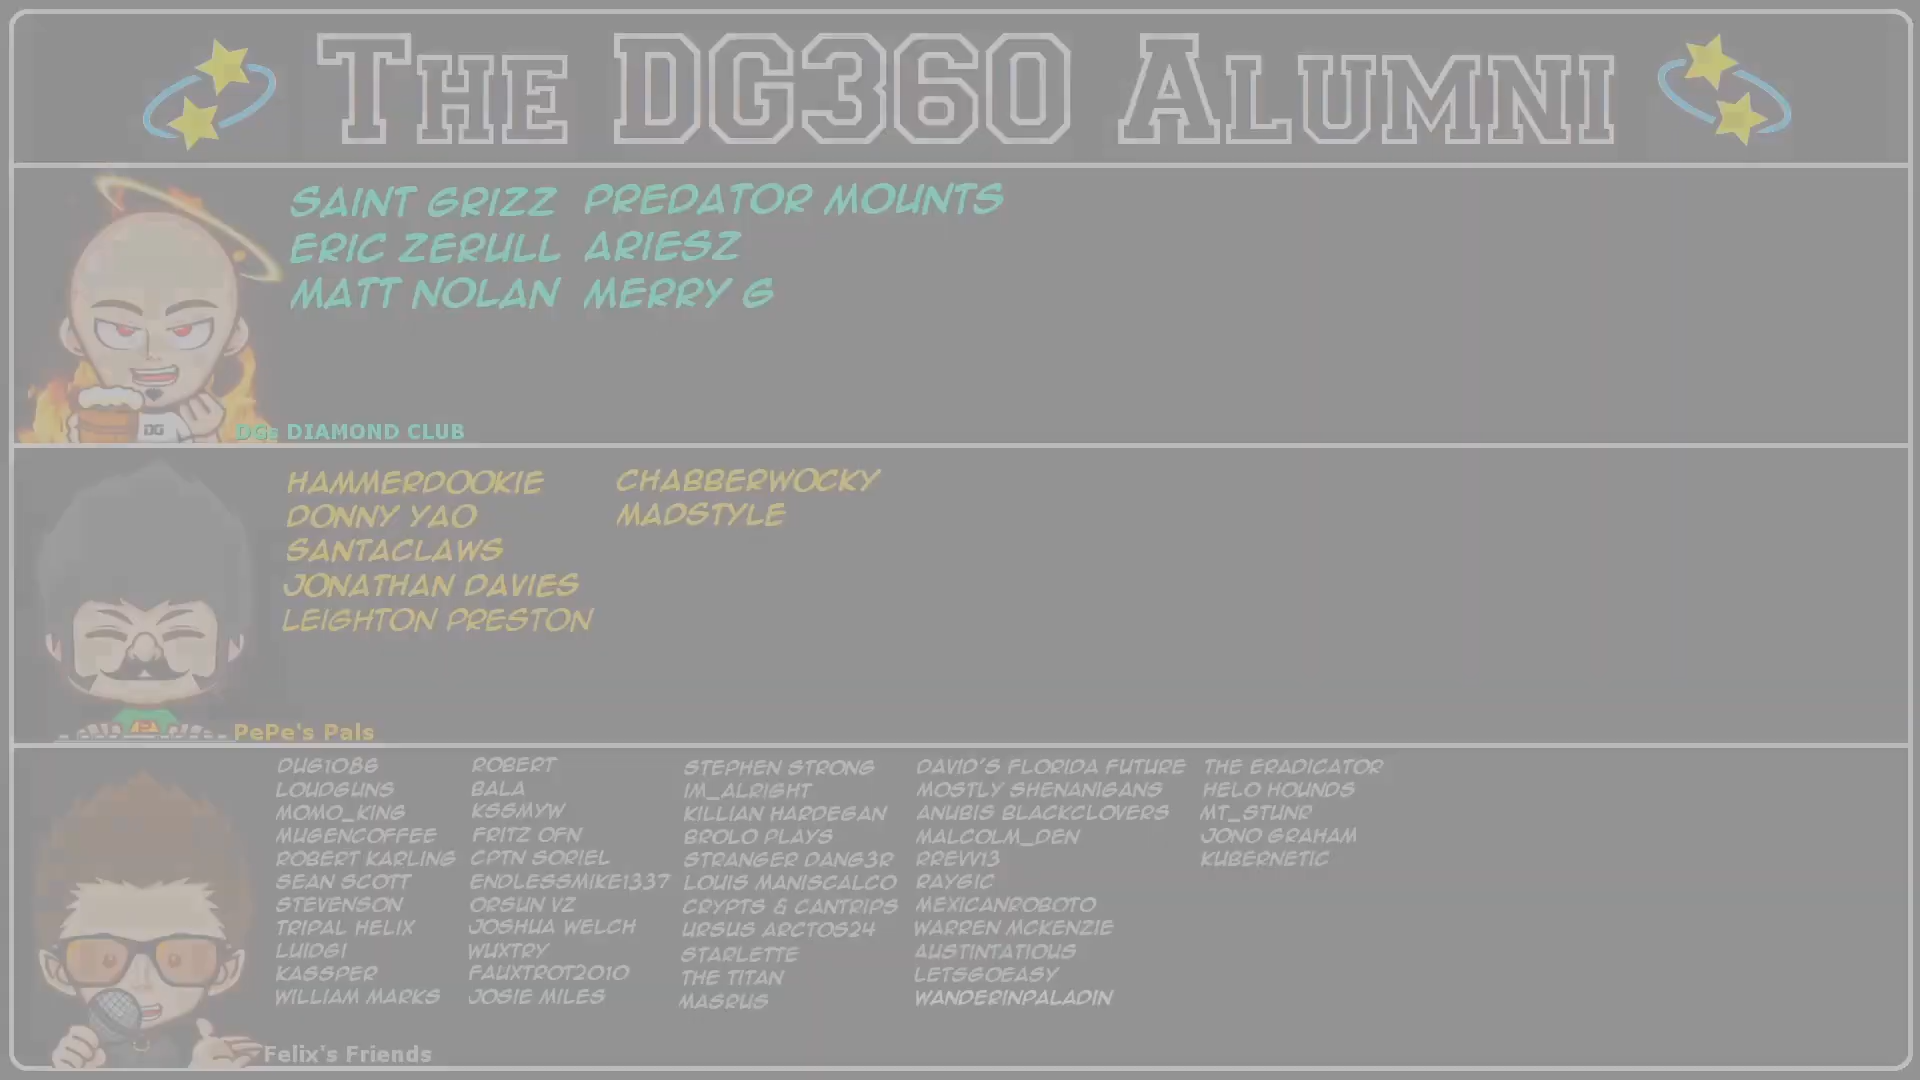 The DG360 Alumni
SAINT GRIZZ
ERIC ZERULL
MATT NOLAN
PREDATOR MOUNTS
ARIESZ
MERRY G
DG
DGs DIAMOND CLUB
HAMMERDOOKIE
DONNY YAO
SANTACLAWS
JONATHAN DAVIES
LEIGHTON PRESTON
CHABBERWOCKY
MADSTYLE
PePe's Pals
DUG1086
LOUDGUNS
MOMO_KING
MUGENCOFFEE
ROBERT KARLING
SEAN SCOTT
STEVENSON
TRIPAL HELIX
LUIDGI
KASSPER
WILLIAM MARKS
ROBERT
BALA
KSSMYW
FRITZ OFN
CPTN SORIEL
ENDLESSMIKE1337
ORSUN VZ
JOSHUA WELCH
WUXTRY
FAUXTROT2010
JOSIE MILES
STEPHEN STRONG
IM_ALRIGHT
KILLIAN HARDEGAN
BROLO PLAYS
STRANGER DANG3R
LOUIS MANISCALCO
CRYPTS & CANTRIPS
URSUS ARCTOS24
STARLETTE
THE TITAN
MASRUS
DAVID'S FLORIDA FUTURE
MOSTLY SHENANIGANS
ANUBIS BLACKCLOVERS
MALCOLM_DEN
RREVV13
RAYGIC
MEXICANROBOTO
WARREN MCKENZIE
AUSTINTATIOUS
LETSGOEASY
WANDERINPALADIN
THE ERADICATOR
HELO HOUNDS
MT_STUNR
JONO GRAHAM
KUBERNETIC
Felix's Friends